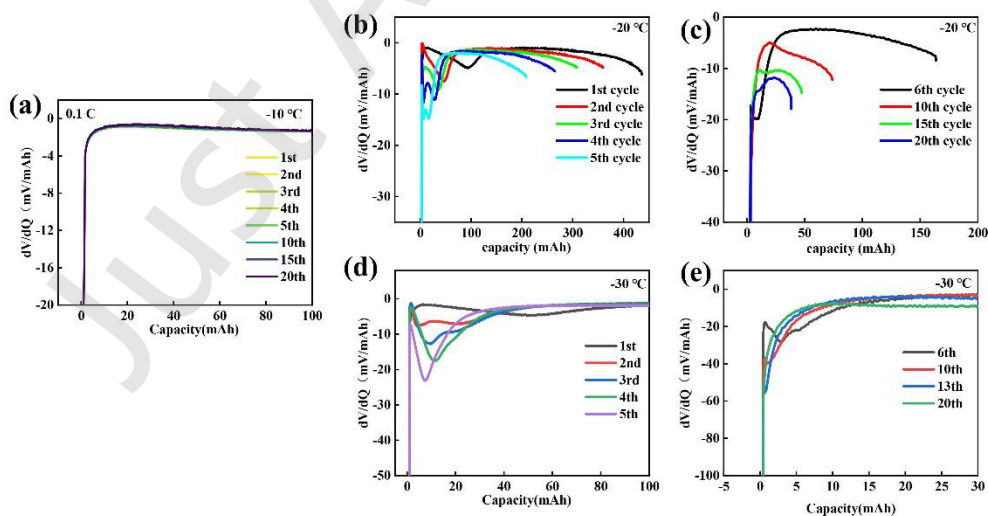 Just A
(a)
0.1 C
-10 °C
0
-4
-8
-12
-16
-20
dV/dQ（mV/mAh)
1st
2nd
3rd
4th
5th
10th
15th
20th
0 20 40 60 80 100
Capacity(mAh)
(b)
-20 °C
0
-10
-20
-30
dV/dQ (mV/mAh)
1st cycle
2nd cycle
3rd cycle
4th cycle
5th cycle
0 100 200 300 400
capacity (mAh)
(c)
-20 °C
0
-10
-20
-30
-40
dV/dQ (mV/mAh)
6th cycle
10th cycle
15th cycle
20th cycle
0 50 100 150 200
capacity (mAh)
(d)
-30 °C
0
-10
-20
-30
-40
-50
dV/dQ（mV/mAh)
1st
2nd
3rd
4th
5th
0 20 40 60 80 100
Capacity(mAh)
(e)
-30 °C
0
-20
-40
-60
-80
-100
dV/dQ（mV/mAh)
6th
10th
13th
20th
-5 0 5 10 15 20 25 30
Capacity(mAh)